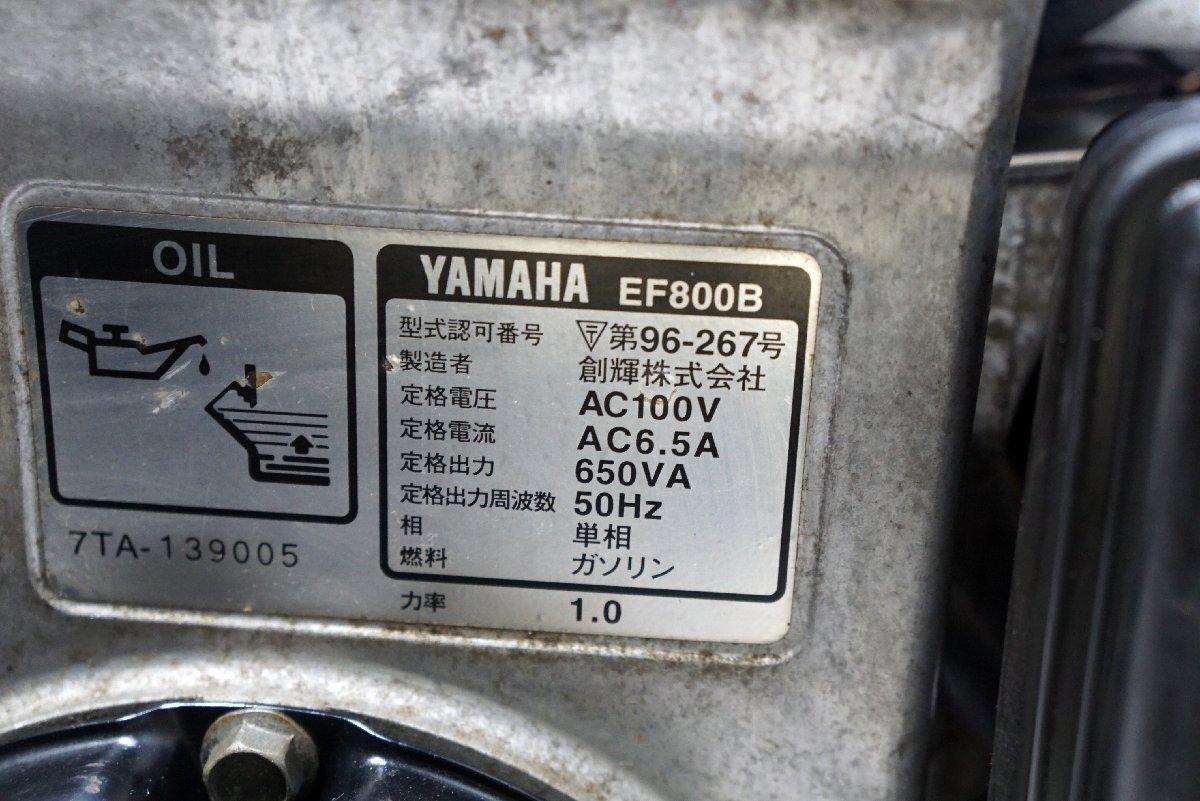 OIL
7TA-139005
YAMAHA EF800B
型式認可番号 〒第96-267号
製造者 創輝株式会社
定格電圧 AC100V
定格電流 AC6.5A
定格出力 650VA
定格出力周波数 50Hz
相 単相
燃料 ガソリン
力率 1.0